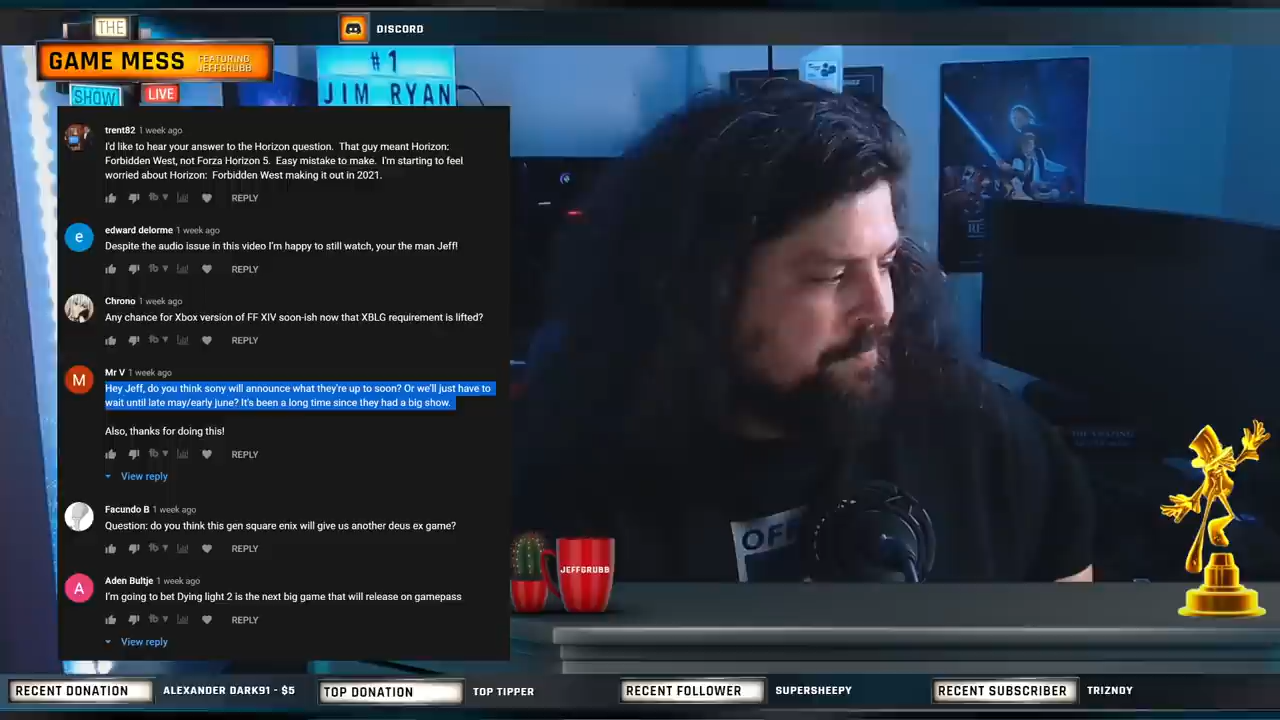 THE
GAME MESS
FEATURING
JEFFGRUBB
SHOW
LIVE
DISCORD
#1
JIM RYAN
trent82 1 week ago
I'd like to hear your answer to the Horizon question. That guy meant Horizon:
Forbidden West, not Forza Horizon 5. Easy mistake to make. I'm starting to feel
worried about Horizon: Forbidden West making it out in 2021.
REPLY
e
edward delorme 1 week ago
Despite the audio issue in this video I'm happy to still watch, your the man Jeff!
REPLY
Chrono 1 week ago
Any chance for Xbox version of FF XIV soon-ish now that XBLG requirement is lifted?
REPLY
M
Mr V 1 week ago
Hey Jeff, do you think sony will announce what they're up to soon? Or we'll just have to
wait until late may/early june? It's been a long time since they had a big show.
Also, thanks for doing this!
REPLY
View reply
Facundo B 1 week ago
Question: do you think this gen square enix will give us another deus ex game?
REPLY
A
Aden Bultje 1 week ago
I'm going to bet Dying light 2 is the next big game that will release on gamepass
REPLY
View reply
OFF
JEFFGRUBB
RECENT DONATION
ALEXANDER DARK91 - $5
TOP DONATION
TOP TIPPER
RECENT FOLLOWER
SUPERSHEEPY
RECENT SUBSCRIBER
TRIZNDY